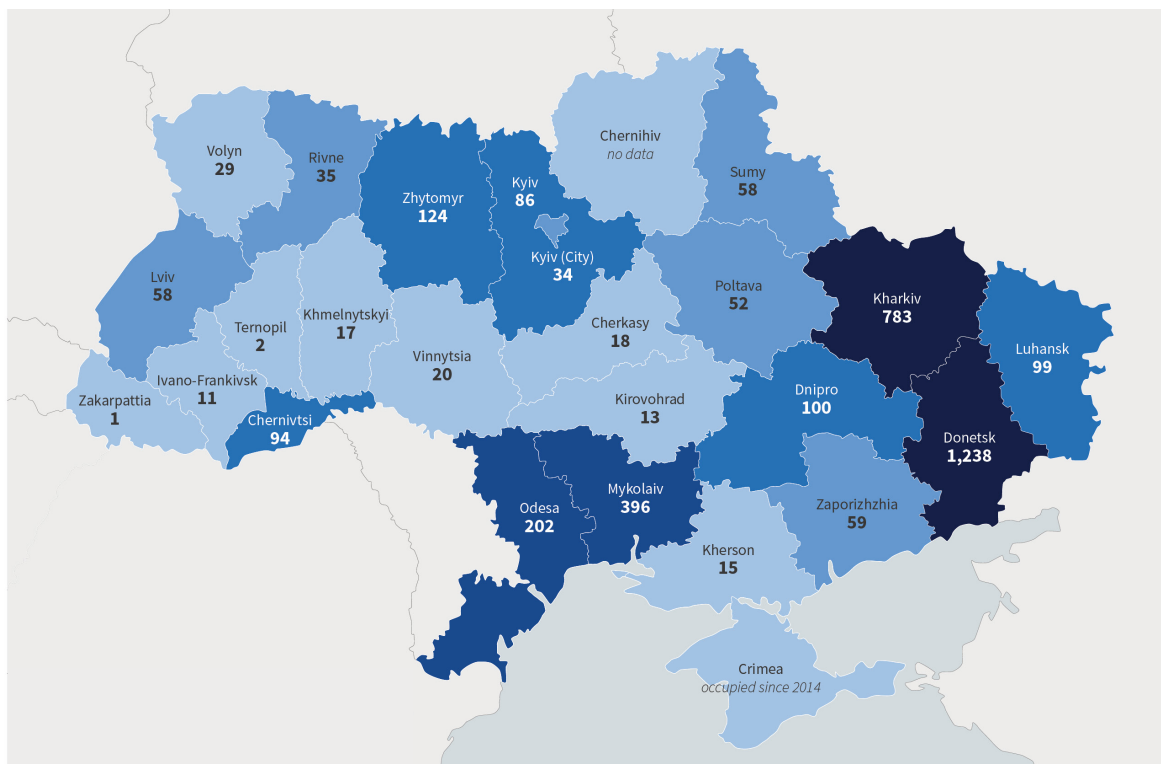 Chernihiv
no data
Volyn
29
Rivne
35
Sumy
58
Kyiv
86
Zhytomyr
124
Kyiv (City)
34
Lviv
58
Poltava
52
Kharkiv
783
Khmelnytskyi
17
Ternopil
2
Cherkasy
18
Luhansk
99
Vinnytsia
20
Ivano-Frankivsk
11
Zakarpattia
1
Dnipro
100
Kirovohrad
13
Chernivtsi
94
Donetsk
1,238
Mykolaiv
396
Odesa
202
Zaporizhzhia
59
Kherson
15
Crimea
occupied since 2014